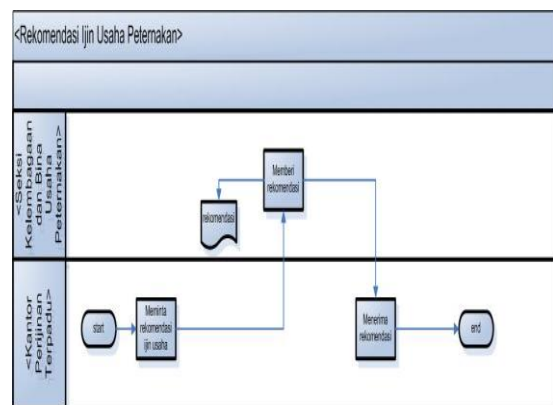 <Rekomendasi Ijin Usaha Peternakan>
<Seksi
Kelembagaan
dan Bina
Usaha
Peternakan>
Memberi
rekomendasi
rekomendasi
<Kantor
Perijinan
Terpadu>
start
Meminta
rekomendasi
ijin usaha
Menerima
rekomendasi
end